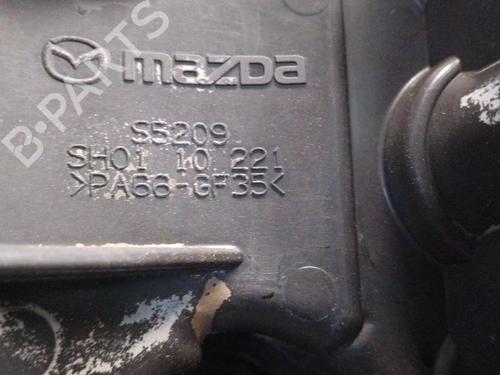 mazda
S5209
SH01 10 221
>PA66-GF35<
B-PARTS